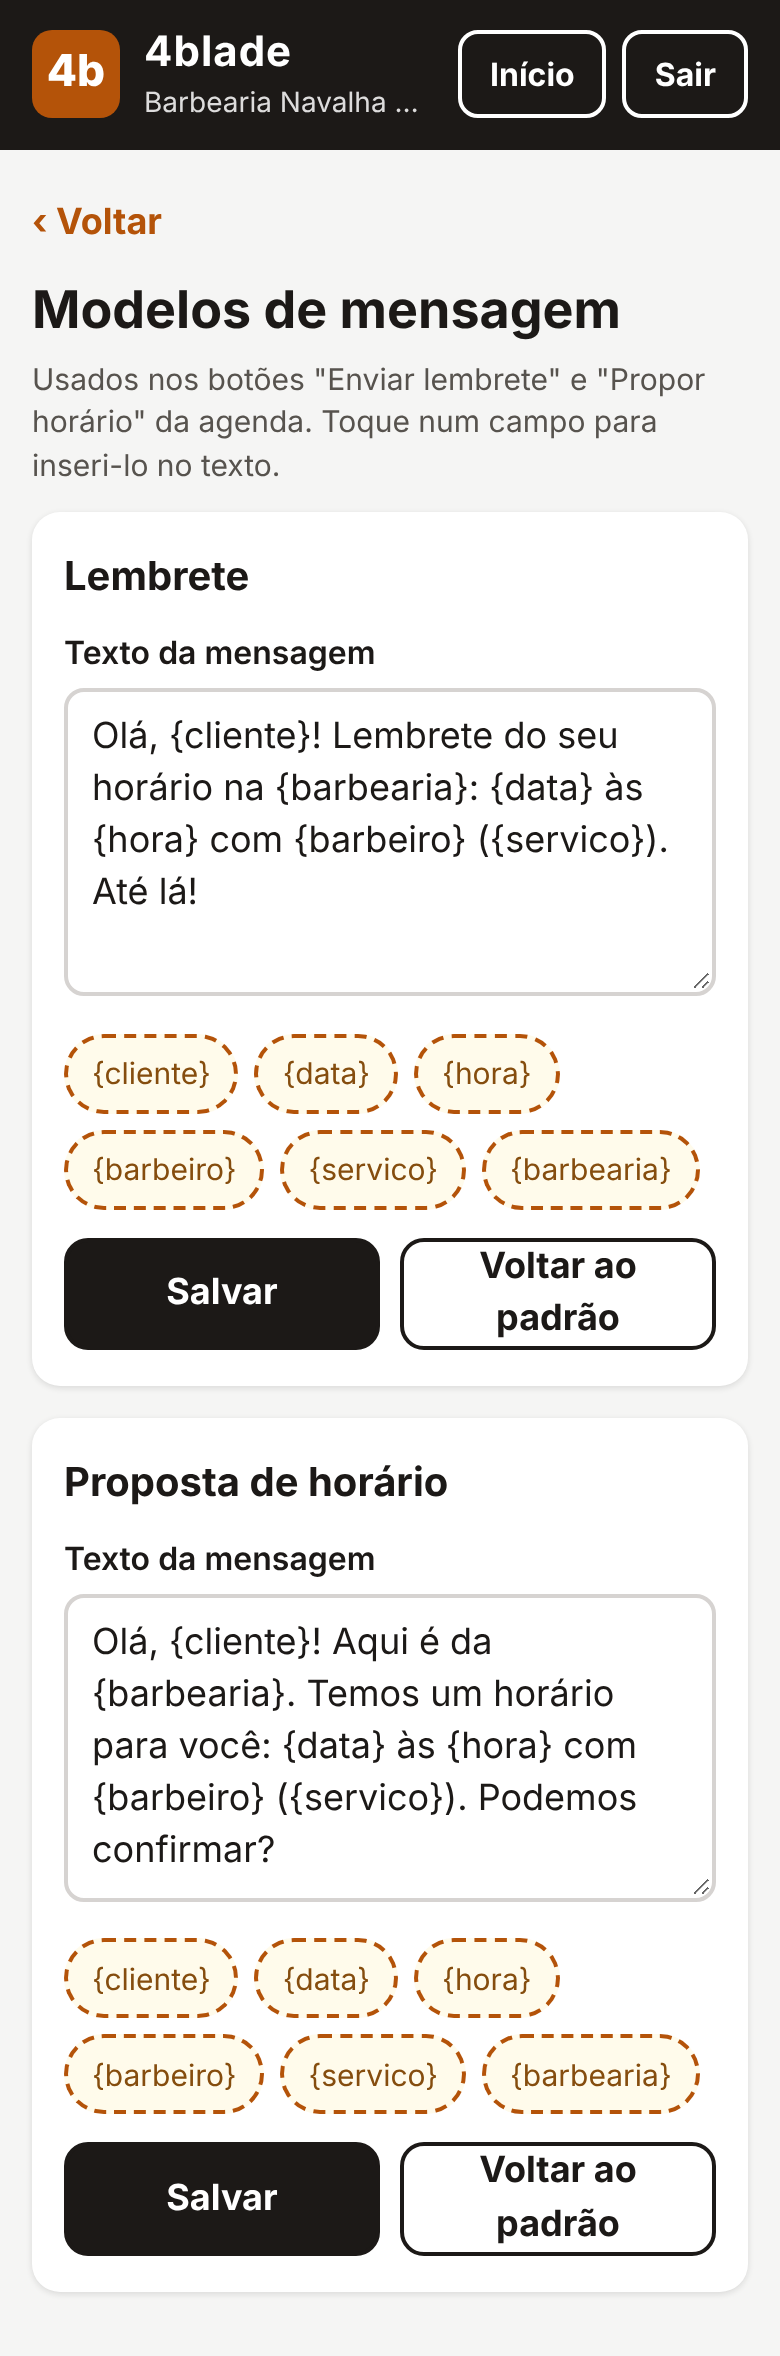 4b
4blade
Barbearia Navalha ...
Início
Sair
‹ Voltar
Modelos de mensagem
Usados nos botões "Enviar lembrete" e "Propor
horário" da agenda. Toque num campo para
inseri-lo no texto.
Lembrete
Texto da mensagem
Olá, {cliente}! Lembrete do seu
horário na {barbearia}: {data} às
{hora} com {barbeiro} ({servico}).
Até lá!
{cliente}
{data}
{hora}
{barbeiro}
{servico}
{barbearia}
Salvar
Voltar ao
padrão
Proposta de horário
Texto da mensagem
Olá, {cliente}! Aqui é da
{barbearia}. Temos um horário
para você: {data} às {hora} com
{barbeiro} ({servico}). Podemos
confirmar?
{cliente}
{data}
{hora}
{barbeiro}
{servico}
{barbearia}
Salvar
Voltar ao
padrão